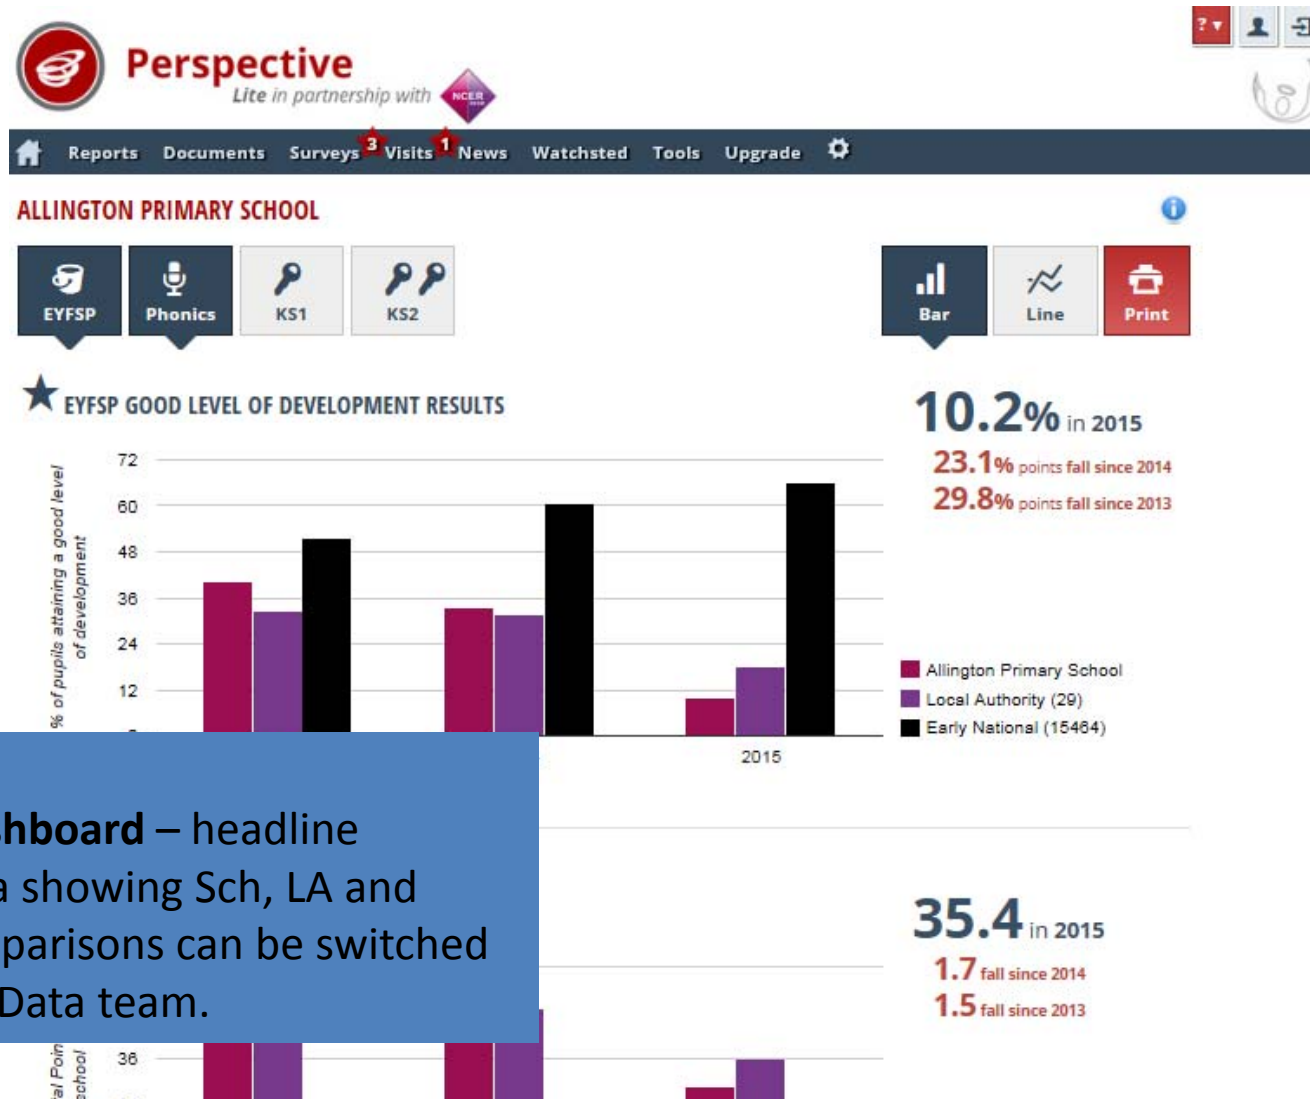 Perspective
Lite in partnership with NCER
? ▾
Reports Documents Surveys 3 Visits 1 News Watchsted Tools Upgrade
ALLINGTON PRIMARY SCHOOL
EYFSP Phonics KS1 KS2
Bar Line Print
EYFSP GOOD LEVEL OF DEVELOPMENT RESULTS
10.2% in 2015
23.1% points fall since 2014
29.8% points fall since 2013
% of pupils attaining a good level
of development
72
60
48
36
24
12
2015
Allington Primary School
Local Authority (29)
Early National (15464)
shboard – headline
a showing Sch, LA and
parisons can be switched
Data team.
35.4 in 2015
1.7 fall since 2014
1.5 fall since 2013
36